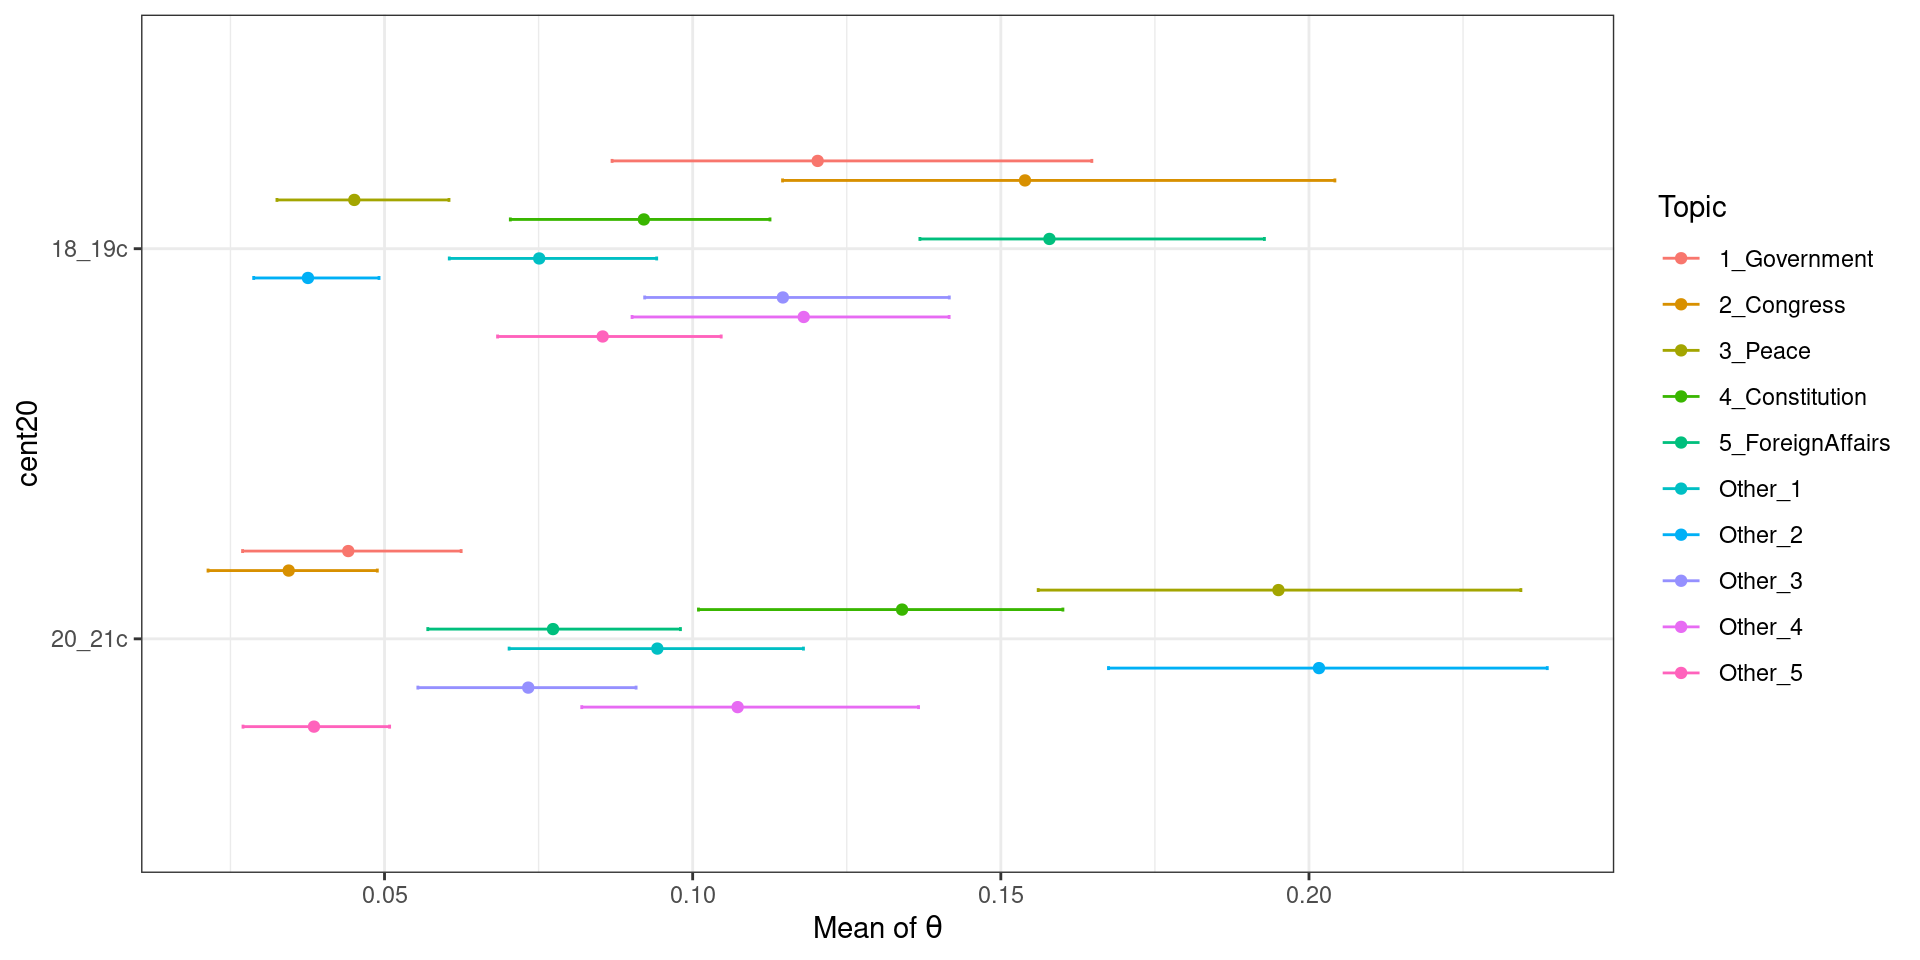 18_19c
20_21c
cent20
0.05 0.10 0.15 0.20
Mean of θ
Topic
1_Government
2_Congress
3_Peace
4_Constitution
5_ForeignAffairs
Other_1
Other_2
Other_3
Other_4
Other_5